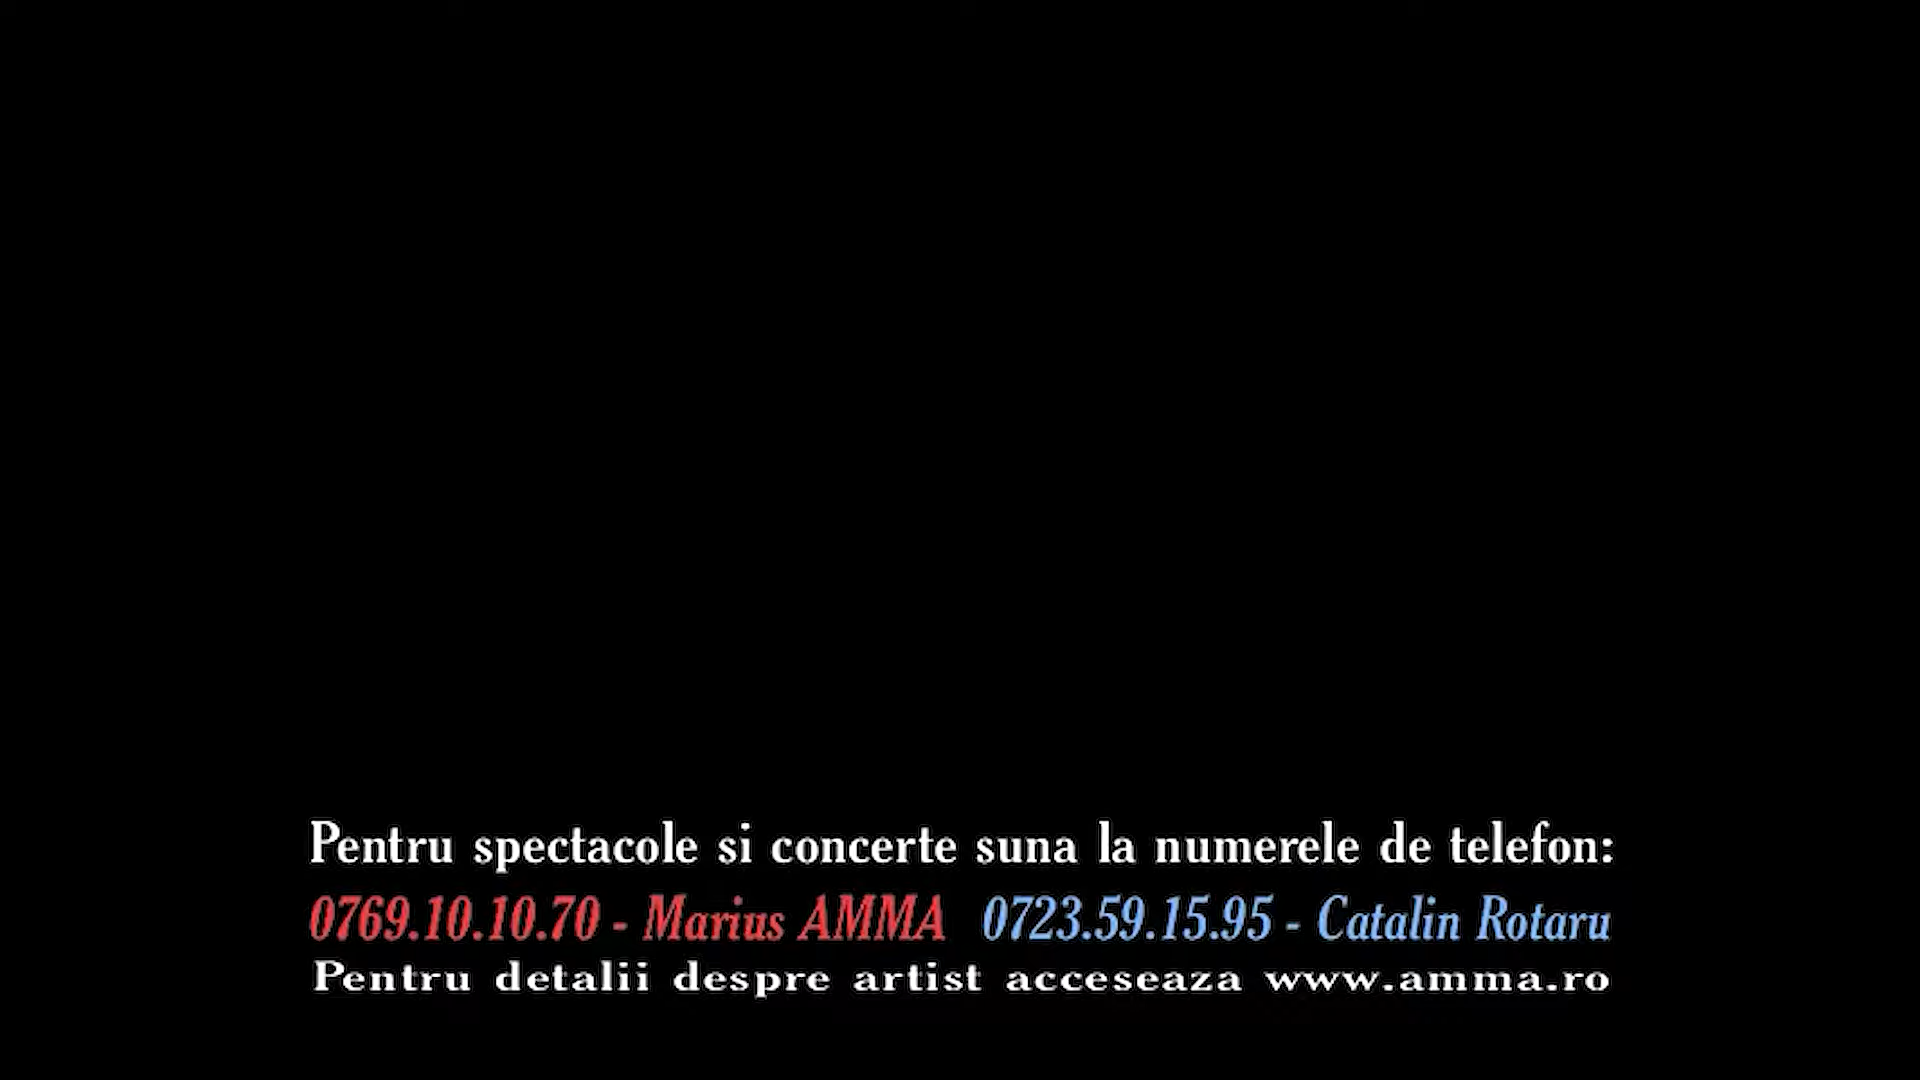 Pentru spectacole si concerte suna la numerele de telefon:
0769.10.10.70 - Marius AMMA 0723.59.15.95 - Catalin Rotaru
Pentru detalii despre artist acceseaza www.amma.ro